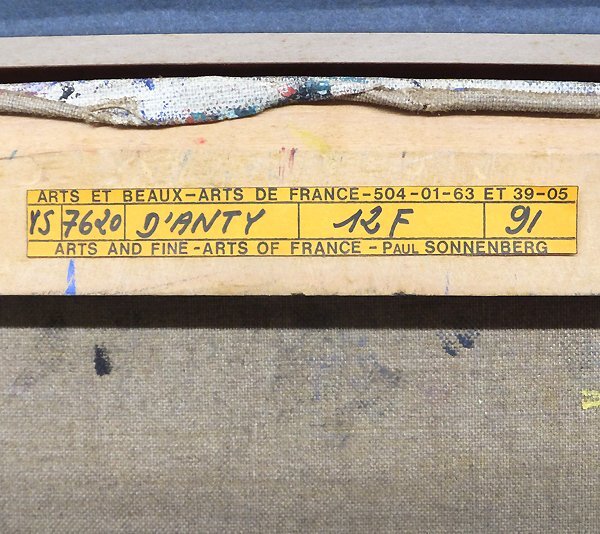 ARTS ET BEAUX-ARTS DE FRANCE-504-01-63 ET 39-05
YS 7620 D'ANTY 12F 91
ARTS AND FINE-ARTS OF FRANCE - PAUL SONNENBERG